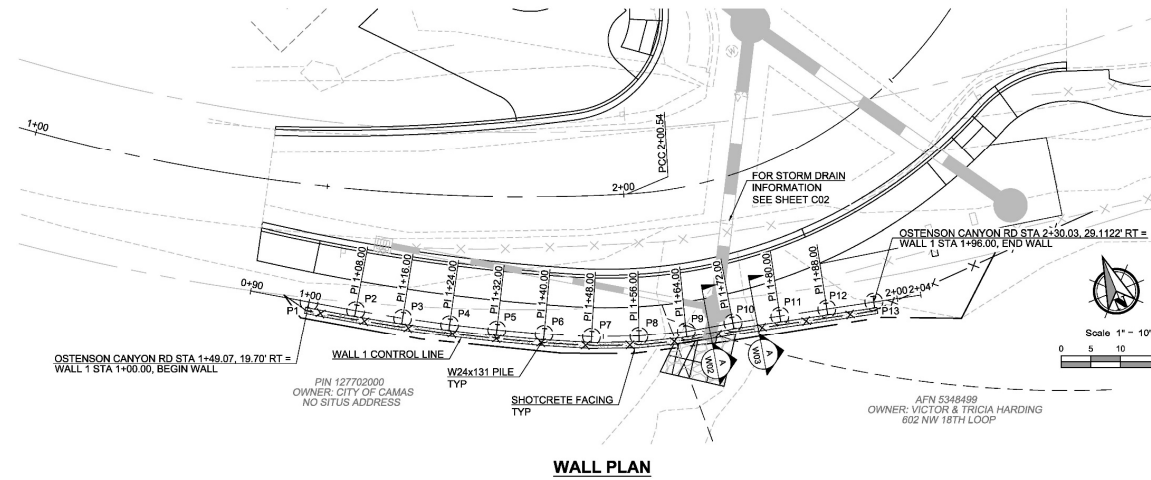 1+00
PCC 2+00.54
2+00
FOR STORM DRAIN
INFORMATION
SEE SHEET C02
OSTENSON CANYON RD STA 2+30.03, 29.1122' RT =
WALL 1 STA 1+96.00, END WALL
0+90
1+00
PI 1+08.00
PI 1+16.00
PI 1+24.00
PI 1+32.00
PI 1+40.00
PI 1+48.00
PI 1+56.00
PI 1+64.00
PI 1+72.00
PI 1+80.00
PI 1+88.00
2+00
2+04
P1
P2
P3
P4
P5
P6
P7
P8
P9
P10
P11
P12
P13
OSTENSON CANYON RD STA 1+49.07, 19.70' RT =
WALL 1 STA 1+00.00, BEGIN WALL
WALL 1 CONTROL LINE
W24x131 PILE
TYP
SHOTCRETE FACING
TYP
A
W02
A
W03
PIN 127702000
OWNER: CITY OF CAMAS
NO SITUS ADDRESS
AFN 5348499
OWNER: VICTOR & TRICIA HARDING
602 NW 18TH LOOP
Scale 1" = 10'
0 5 10
WALL PLAN